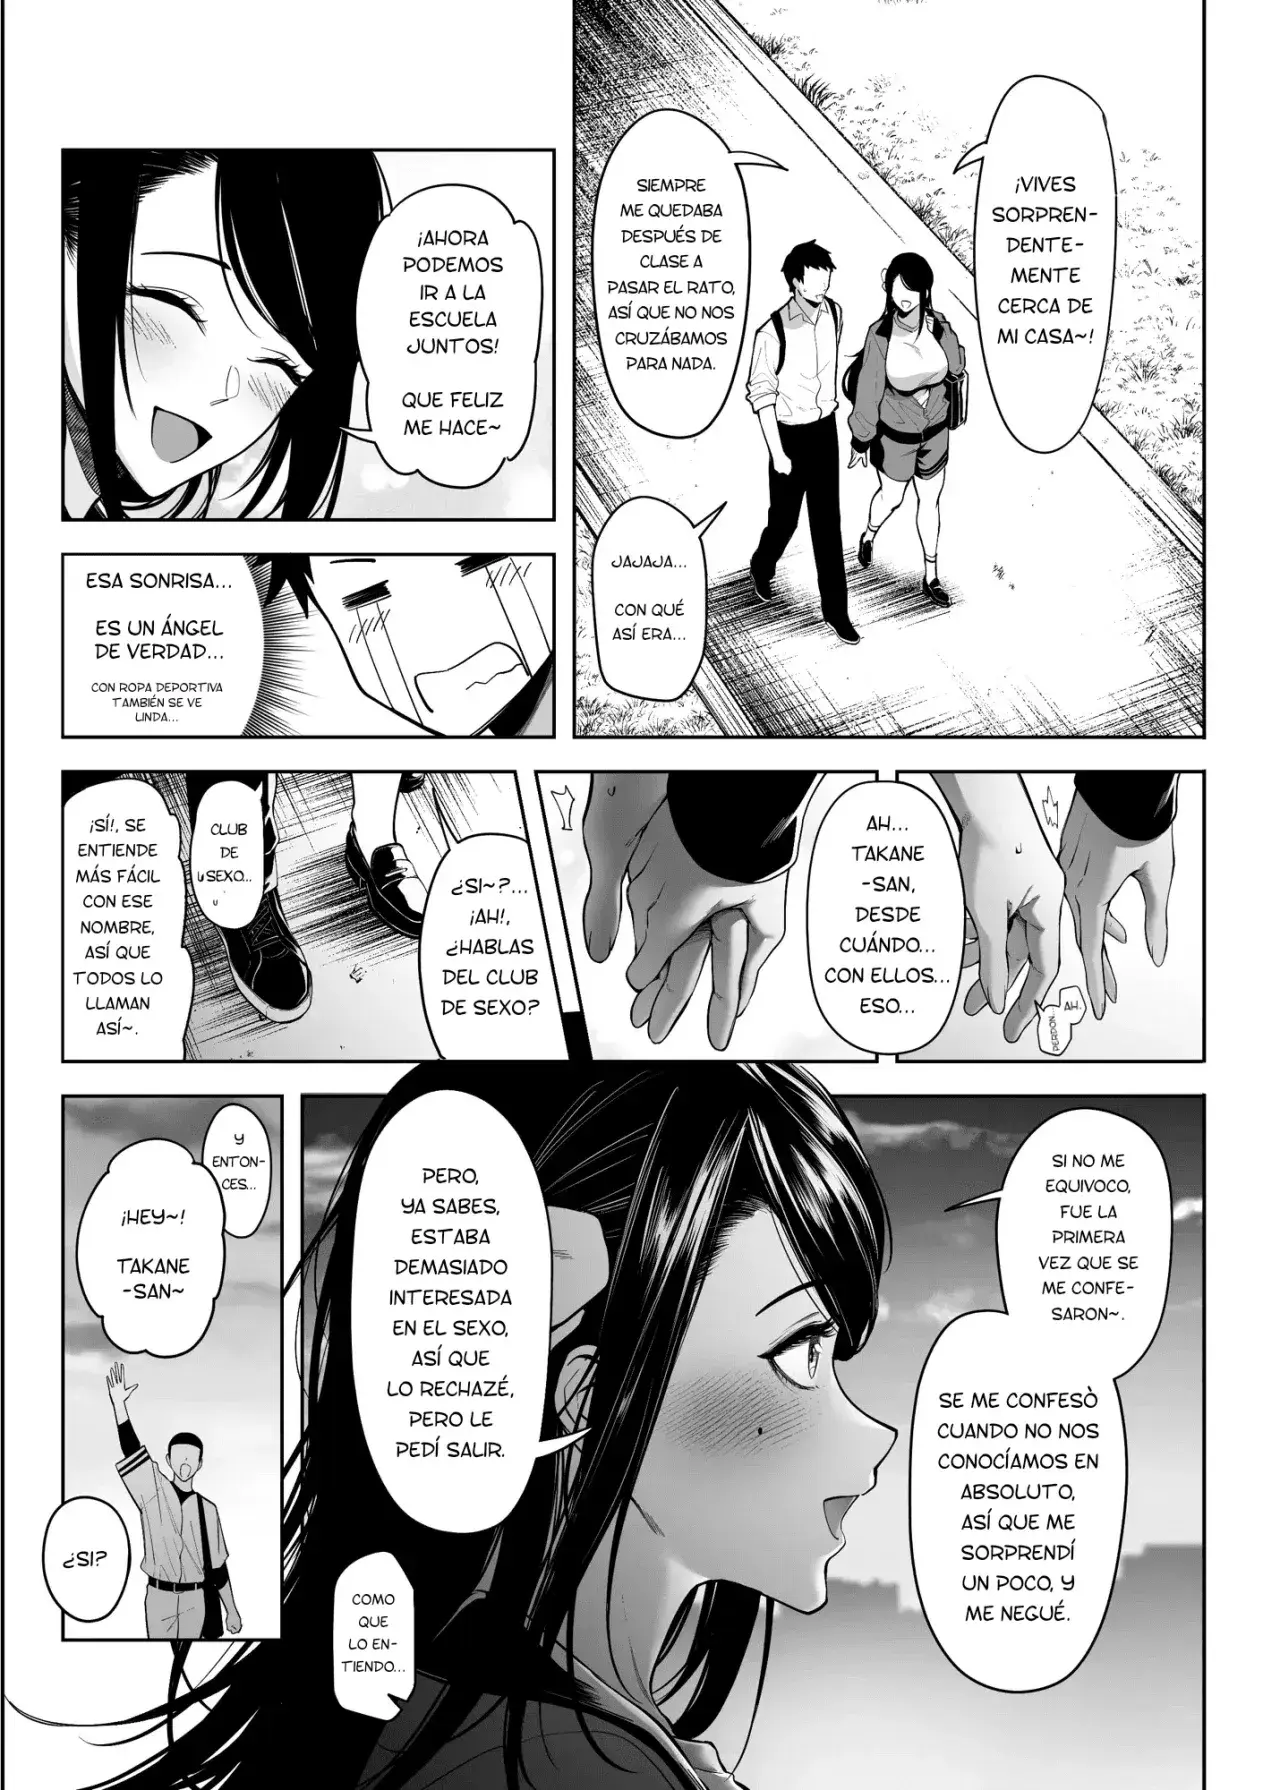 ¡VIVES
SORPREN-
DENTE-
MENTE
CERCA DE
MI CASA~!
SIEMPRE
ME QUEDABA
DESPUÉS DE
CLASE A
PASAR EL RATO,
ASÍ QUE NO NOS
CRUZÁBAMOS
PARA NADA.
JAJAJA...
CON QUÉ
ASÍ ERA...
¡AHORA
PODEMOS
IR A LA
ESCUELA
JUNTOS!
QUE FELIZ
ME HACE~
ESA SONRISA...
ES UN ÁNGEL
DE VERDAD...
CON ROPA DEPORTIVA
TAMBIÉN SE VE
LINDA...
AH.
PERDÓN...
AH...
TAKANE
-SAN,
DESDE
CUÁNDO...
CON ELLOS...
ESO...
¿SI~?...
¡AH!,
¿HABLAS
DEL CLUB
DE SEXO?
CLUB
DE
SEXO...
¡SÍ!, SE
ENTIENDE
MÁS FÁCIL
CON ESE
NOMBRE,
ASÍ QUE
TODOS LO
LLAMAN
ASÍ~.
SI NO ME
EQUIVOCO,
FUE LA
PRIMERA
VEZ QUE SE
ME CONFE-
SARON~.
SE ME CONFESÒ
CUANDO NO NOS
CONOCÍAMOS EN
ABSOLUTO,
ASÍ QUE ME
SORPRENDÍ
UN POCO, Y
ME NEGUÉ.
PERO,
YA SABES,
ESTABA
DEMASIADO
INTERESADA
EN EL SEXO,
ASÍ QUE
LO RECHAZÉ,
PERO LE
PEDÍ SALIR.
COMO
QUE
LO EN-
TIENDO...
Y
ENTON-
CES...
¡HEY~!
TAKANE
-SAN~
¿SI?